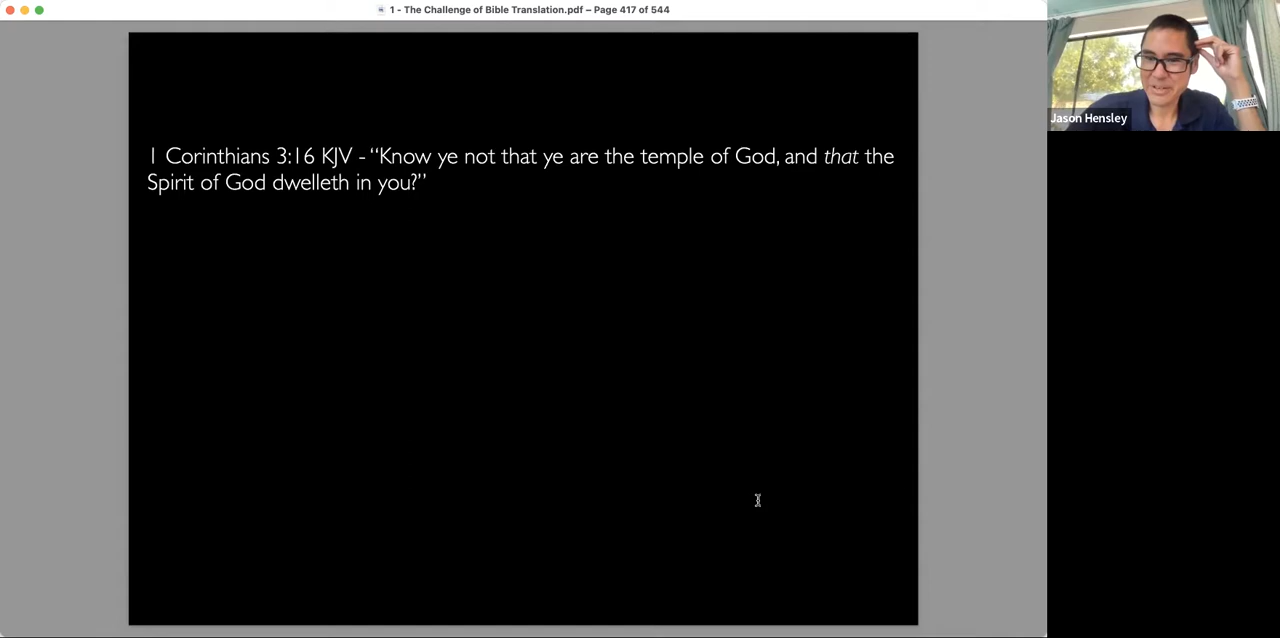 1 - The Challenge of Bible Translation.pdf – Page 417 of 544
Jason Hensley
1 Corinthians 3:16 KJV - “Know ye not that ye are the temple of God, and that the
Spirit of God dwelleth in you?”